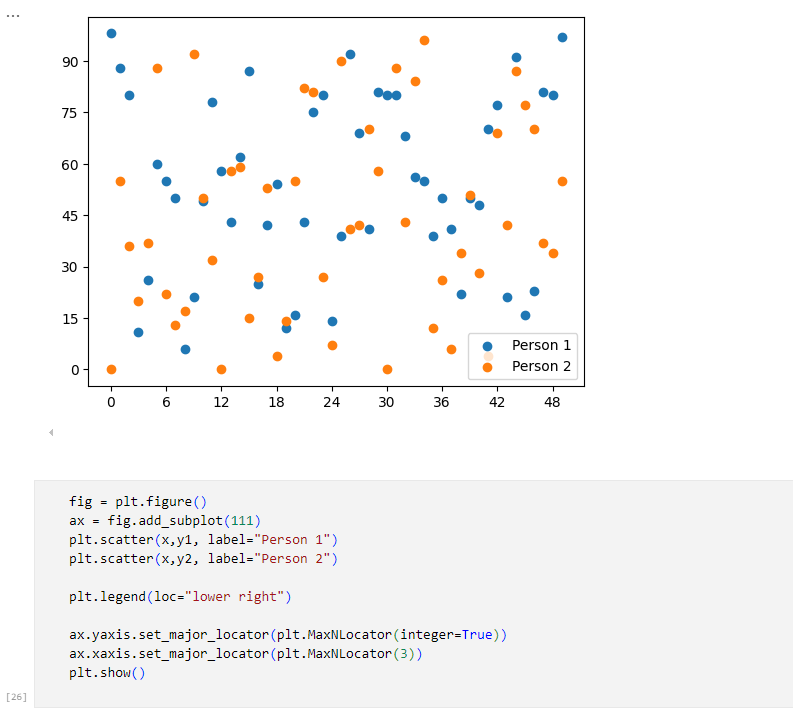 ...
90
75
60
45
30
15
0
Person 1
Person 2
0 6 12 18 24 30 36 42 48
fig = plt.figure()
ax = fig.add_subplot(111)
plt.scatter(x,y1, label="Person 1")
plt.scatter(x,y2, label="Person 2")
plt.legend(loc="lower right")
ax.yaxis.set_major_locator(plt.MaxNLocator(integer=True))
ax.xaxis.set_major_locator(plt.MaxNLocator(3))
plt.show()
[26]